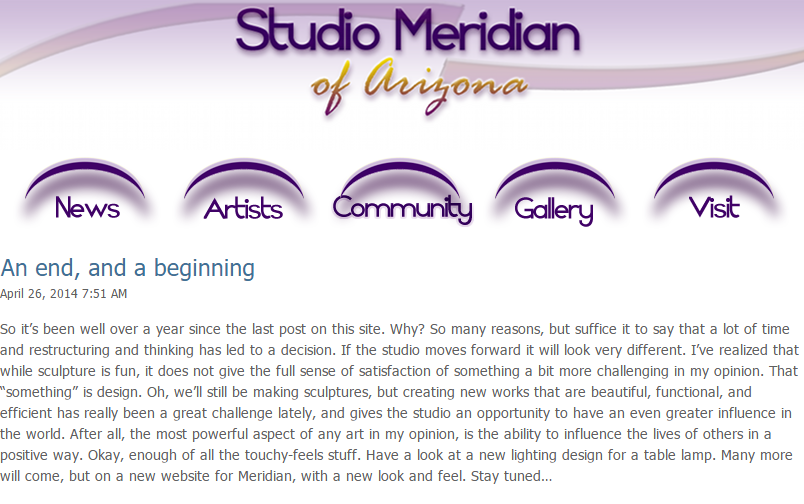 Studio Meridian
of Arizona
News Artists Community Gallery Visit
An end, and a beginning
April 26, 2014 7:51 AM
So it’s been well over a year since the last post on this site. Why? So many reasons, but suffice it to say that a lot of time
and restructuring and thinking has led to a decision. If the studio moves forward it will look very different. I’ve realized that
while sculpture is fun, it does not give the full sense of satisfaction of something a bit more challenging in my opinion. That
“something” is design. Oh, we’ll still be making sculptures, but creating new works that are beautiful, functional, and
efficient has really been a great challenge lately, and gives the studio an opportunity to have an even greater influence in
the world. After all, the most powerful aspect of any art in my opinion, is the ability to influence the lives of others in a
positive way. Okay, enough of all the touchy-feels stuff. Have a look at a new lighting design for a table lamp. Many more
will come, but on a new website for Meridian, with a new look and feel. Stay tuned…